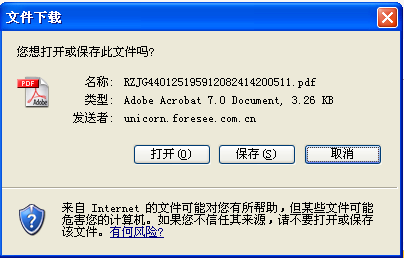 文件下载
您想打开或保存此文件吗?
PDF
Adobe
名称: RZJG440125195912082414200511.pdf
类型: Adobe Acrobat 7.0 Document, 3.26 KB
发送者: unicorn.foresee.com.cn
打开(O) 保存(S) 取消
来自 Internet 的文件可能对您有所帮助,但某些文件可能
危害您的计算机。如果您不信任其来源,请不要打开或保存
该文件。有何风险?